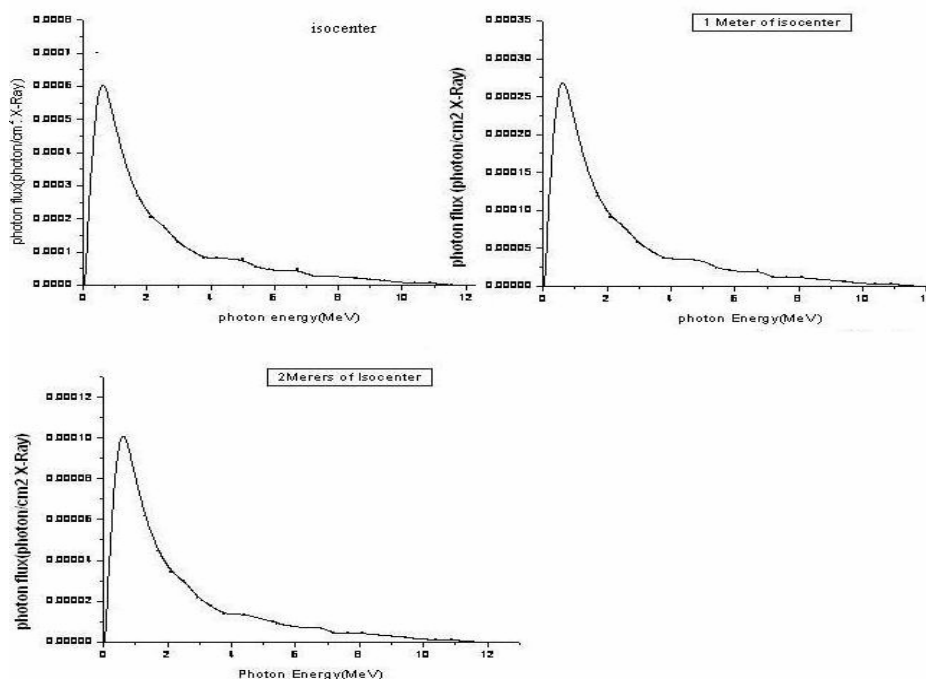 isocenter
photon flux(photon/cm² X-Ray)
0.0008
0.0007
0.0006
0.0005
0.0004
0.0003
0.0002
0.0001
0.0000
0 2 4 6 8 10 12
photon energy(MeV)
1 Meter of isocenter
photon flux (photon/cm2 X-Ray)
0.00035
0.00030
0.00025
0.00020
0.00015
0.00010
0.00005
0.00000
0 2 4 6 8 10 12
photon Energy(MeV)
2Merers of Isocenter
photon flux(photon/cm2 X-Ray)
0.00012
0.00010
0.00008
0.00006
0.00004
0.00002
0.00000
0 2 4 6 8 10 12
Photon Energy(MeV)